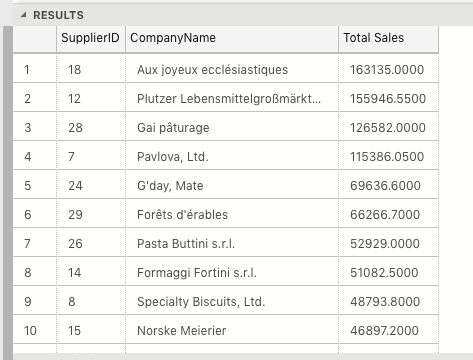 RESULTS
SupplierID CompanyName Total Sales
1 18 Aux joyeux ecclésiastiques 163135.0000
2 12 Plutzer Lebensmittelgroßmärkt... 155946.5500
3 28 Gai pâturage 126582.0000
4 7 Pavlova, Ltd. 115386.0500
5 24 G'day, Mate 69636.6000
6 29 Forêts d'érables 66266.7000
7 26 Pasta Buttini s.r.l. 52929.0000
8 14 Formaggi Fortini s.r.l. 51082.5000
9 8 Specialty Biscuits, Ltd. 48793.8000
10 15 Norske Meierier 46897.2000